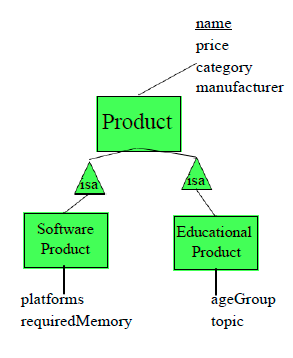 name
price
category
manufacturer
Product
isa
isa
Software
Product
Educational
Product
platforms
requiredMemory
ageGroup
topic